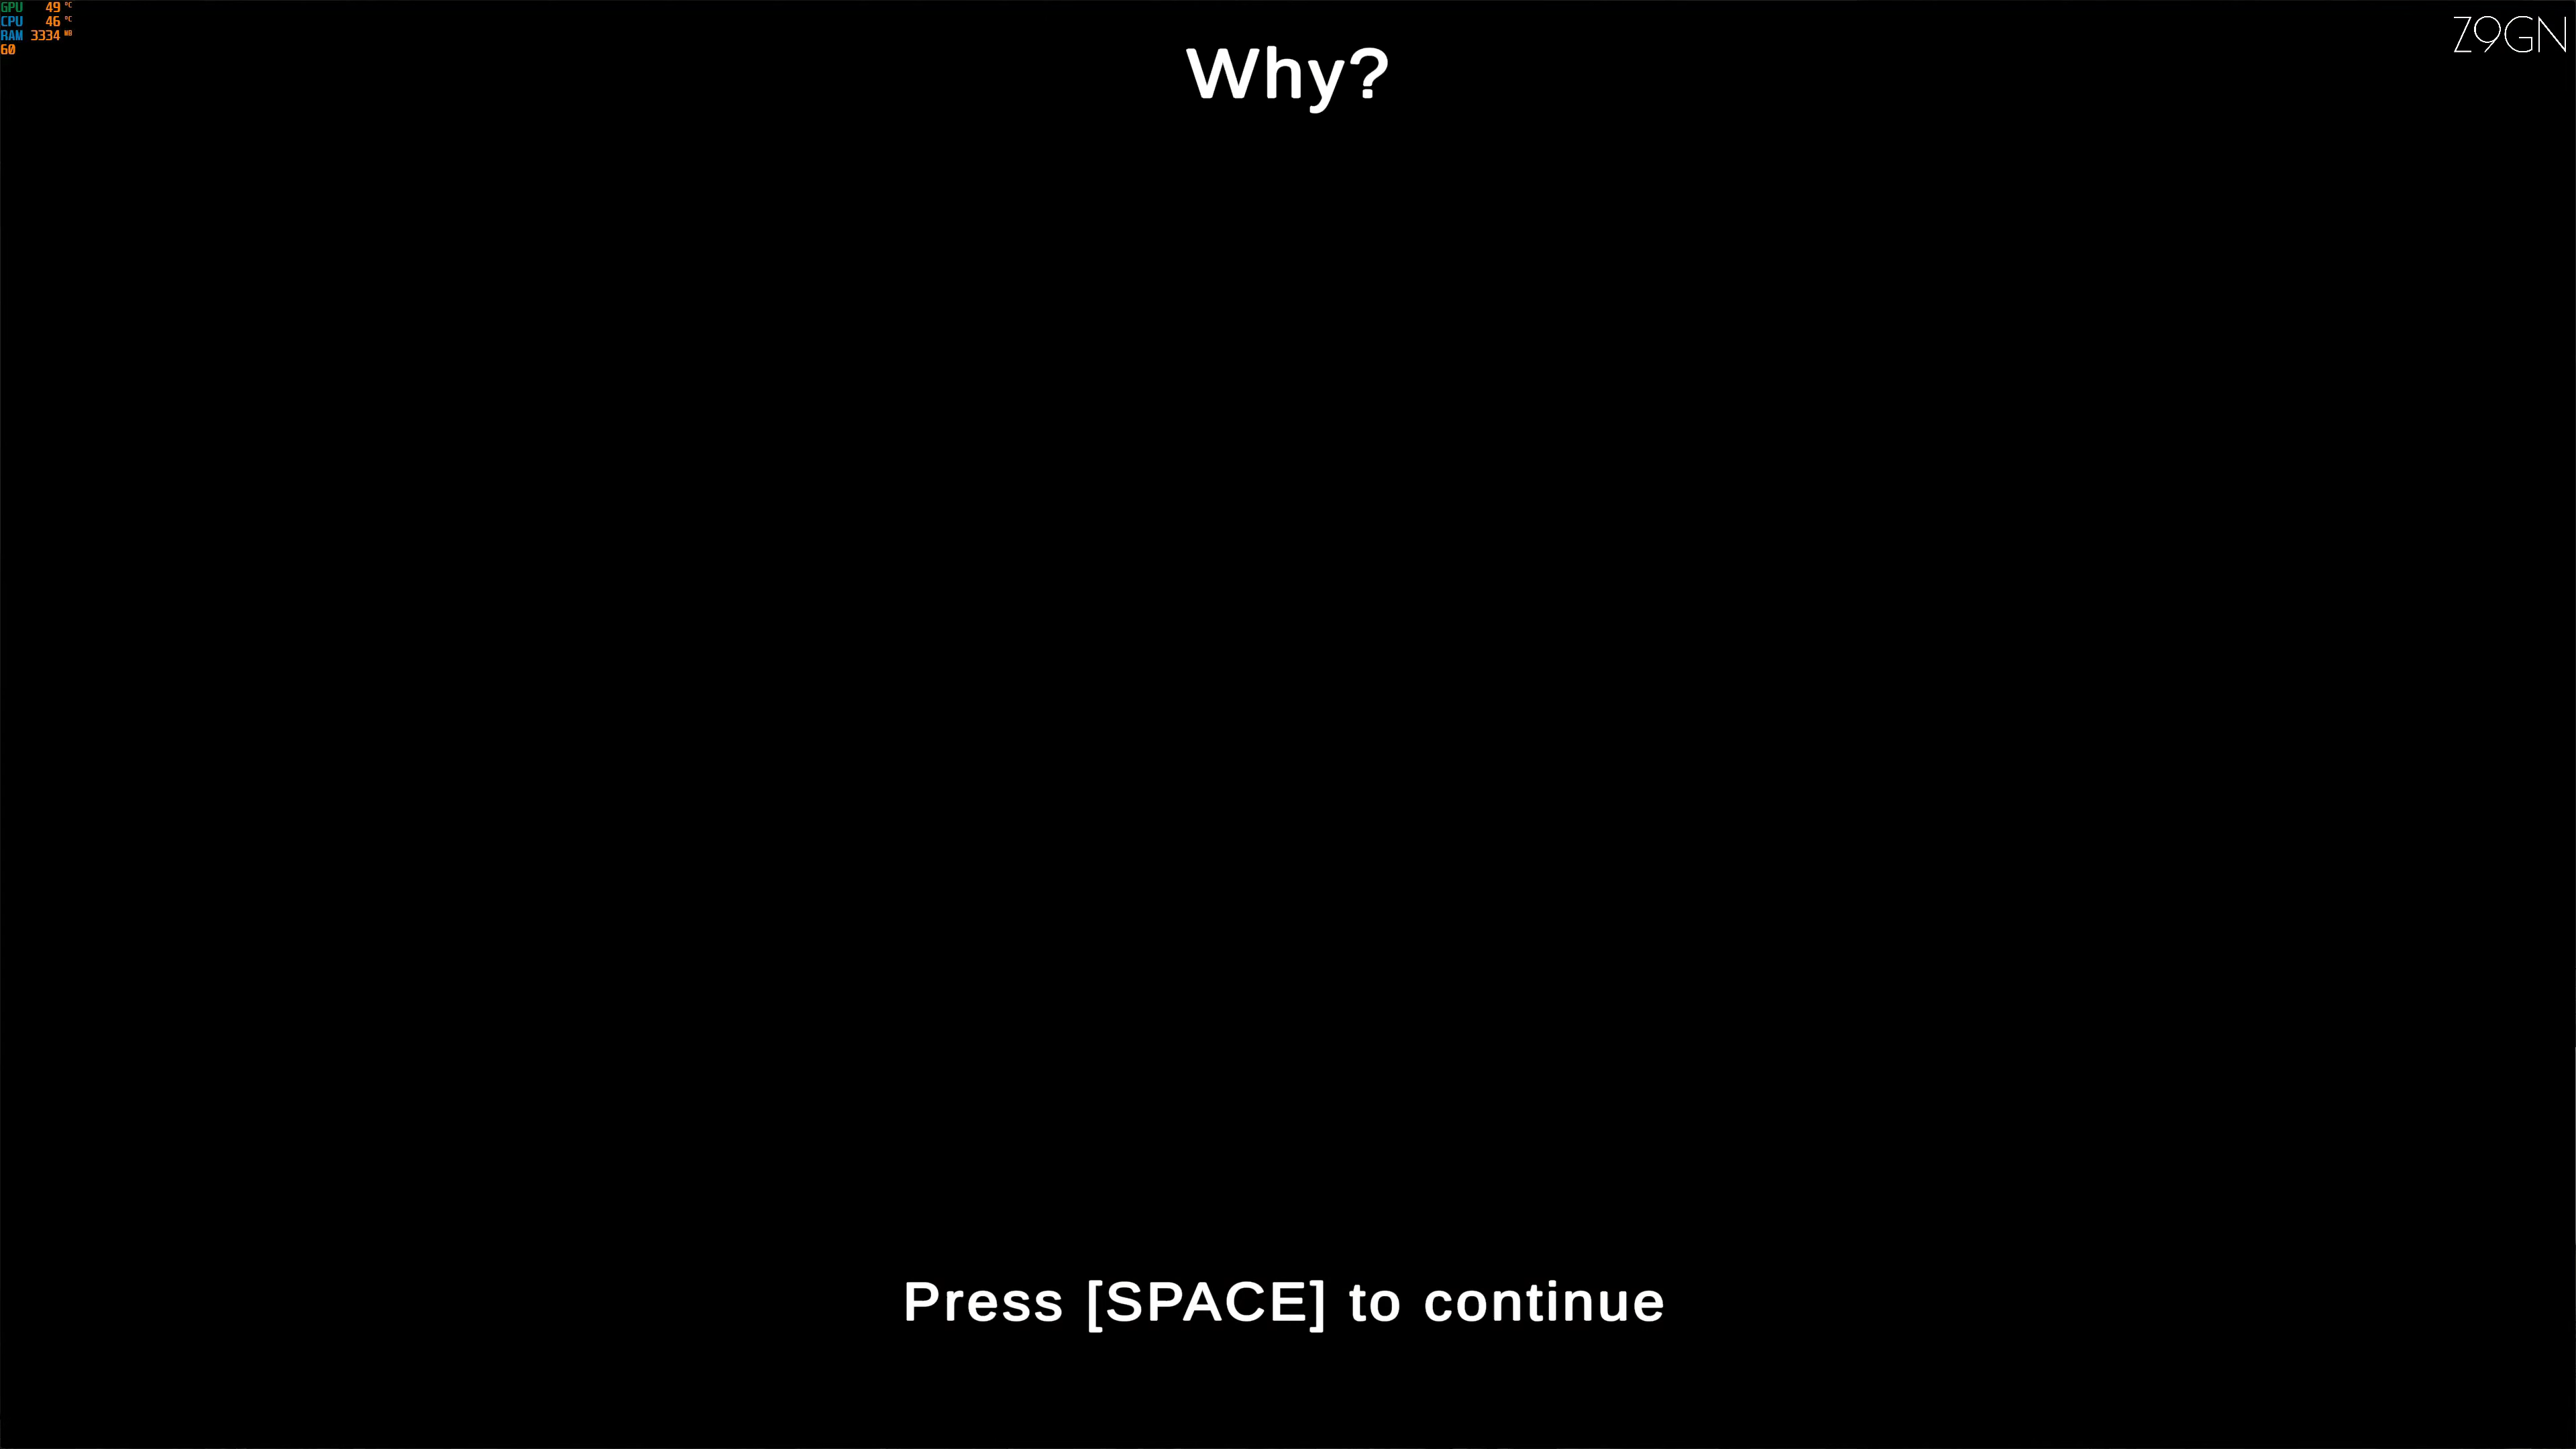 GPU 49 °C
CPU 46 °C
RAM 3334 MB
60
Z9GN
Why?
Press [SPACE] to continue